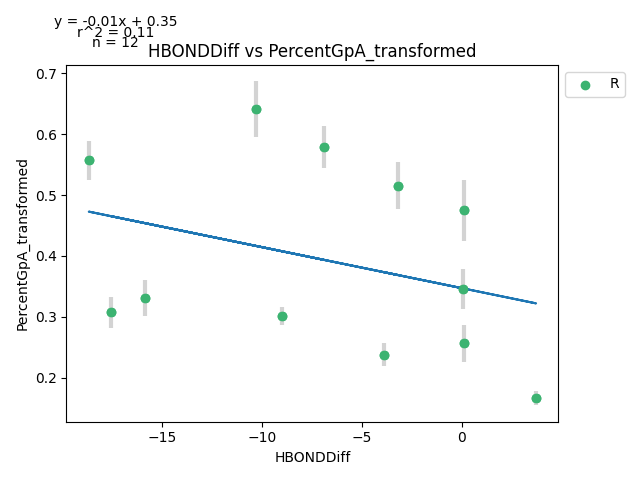 y = -0.01x + 0.35
r^2 = 0.11
n = 12
HBONDDiff vs PercentGpA_transformed
R
0.7
0.6
0.5
0.4
0.3
0.2
PercentGpA_transformed
−15
−10
−5
0
HBONDDiff